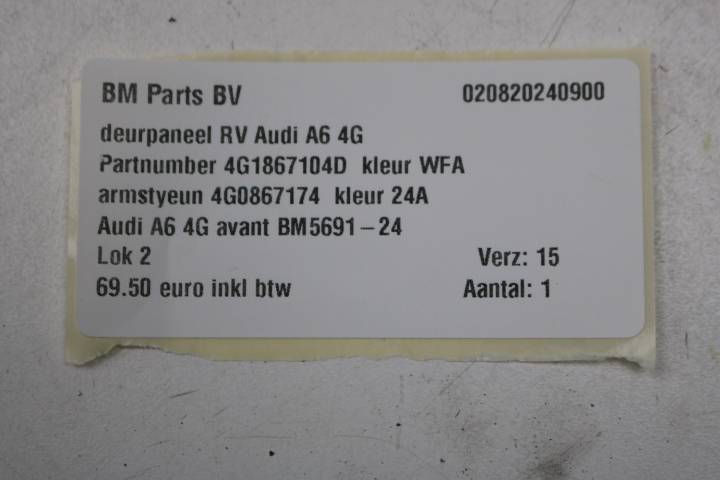 BM Parts BV 020820240900
deurpaneel RV Audi A6 4G
Partnumber 4G1867104D kleur WFA
armstyeun 4G0867174 kleur 24A
Audi A6 4G avant BM5691-24
Lok 2 Verz: 15
69.50 euro inkl btw Aantal: 1